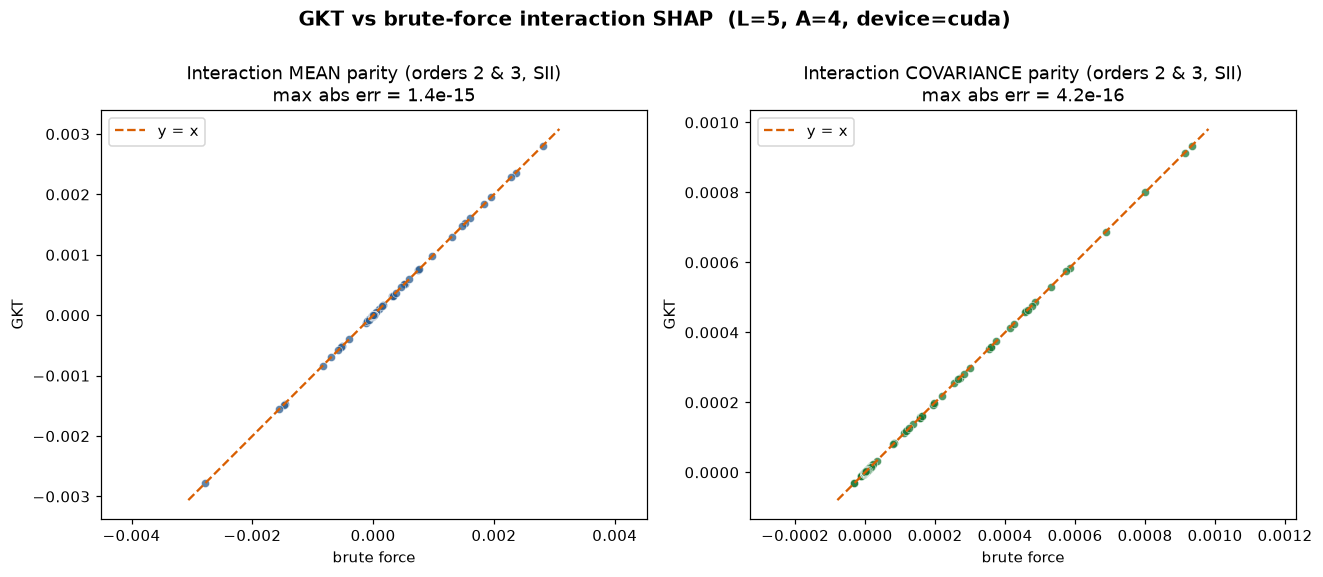 GKT vs brute-force interaction SHAP  (L=5, A=4, device=cuda)
Interaction MEAN parity (orders 2 & 3, SII)
max abs err = 1.4e-15
y = x
0.003
0.002
0.001
0.000
−0.001
−0.002
−0.003
GKT
−0.004
−0.002
0.000
0.002
0.004
brute force
Interaction COVARIANCE parity (orders 2 & 3, SII)
max abs err = 4.2e-16
y = x
0.0010
0.0008
0.0006
0.0004
0.0002
0.0000
GKT
−0.0002
0.0000
0.0002
0.0004
0.0006
0.0008
0.0010
0.0012
brute force